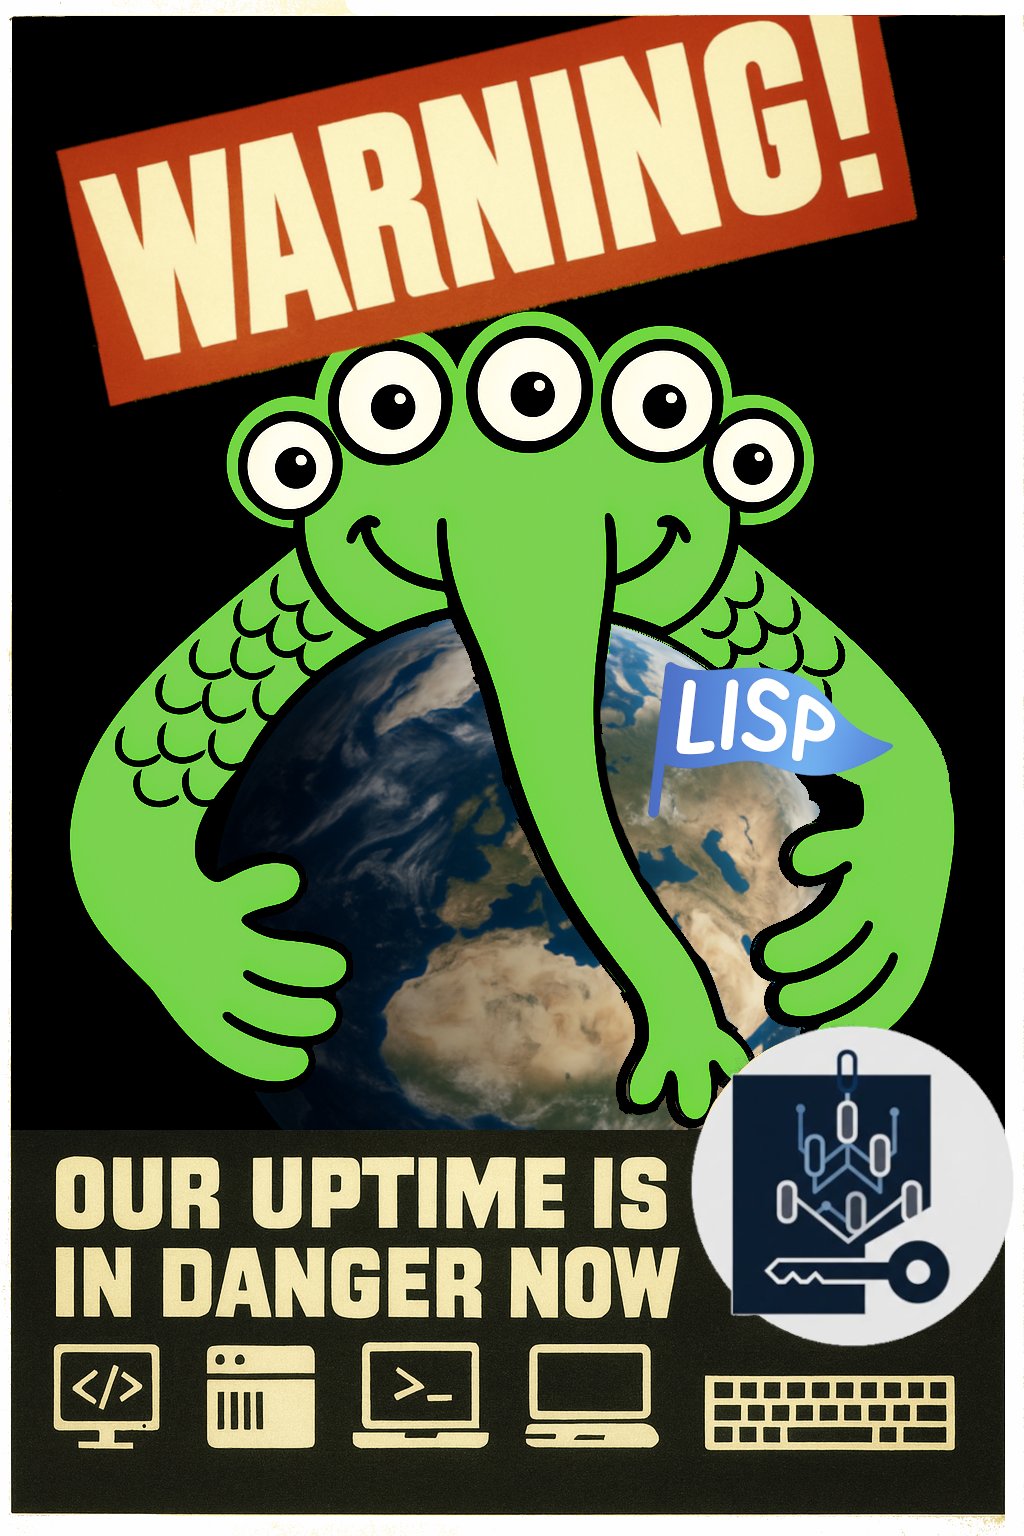 WARNING!
LISP
OUR UPTIME IS
IN DANGER NOW
</>
>_